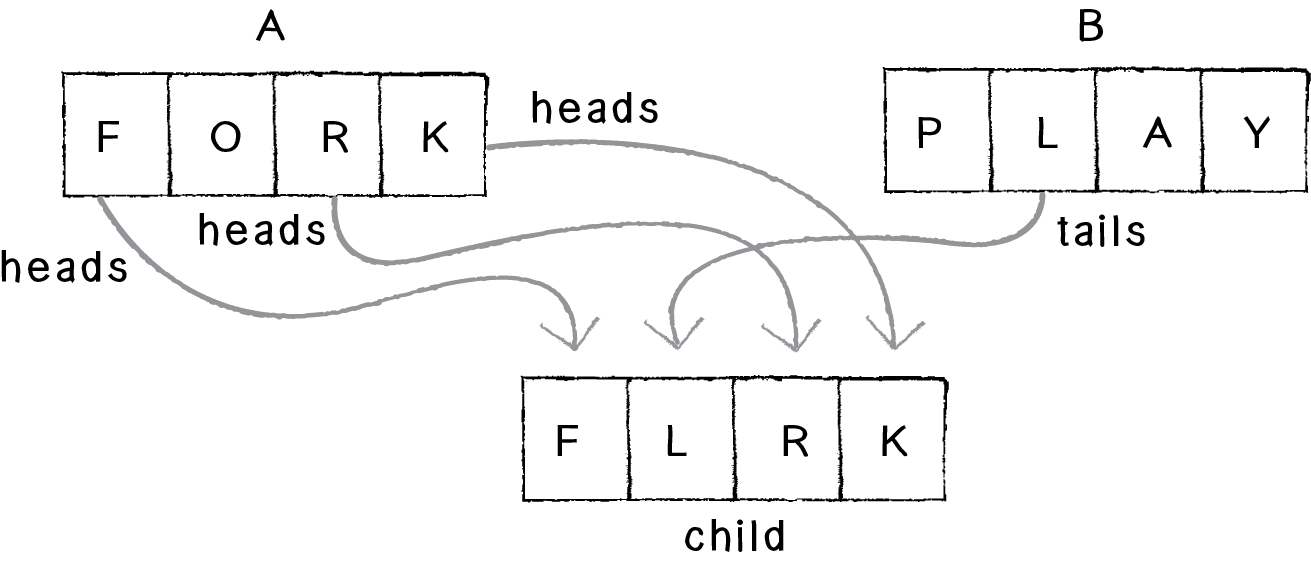 A
B
F O R K
P L A Y
heads
heads
tails
heads
F L R K
child